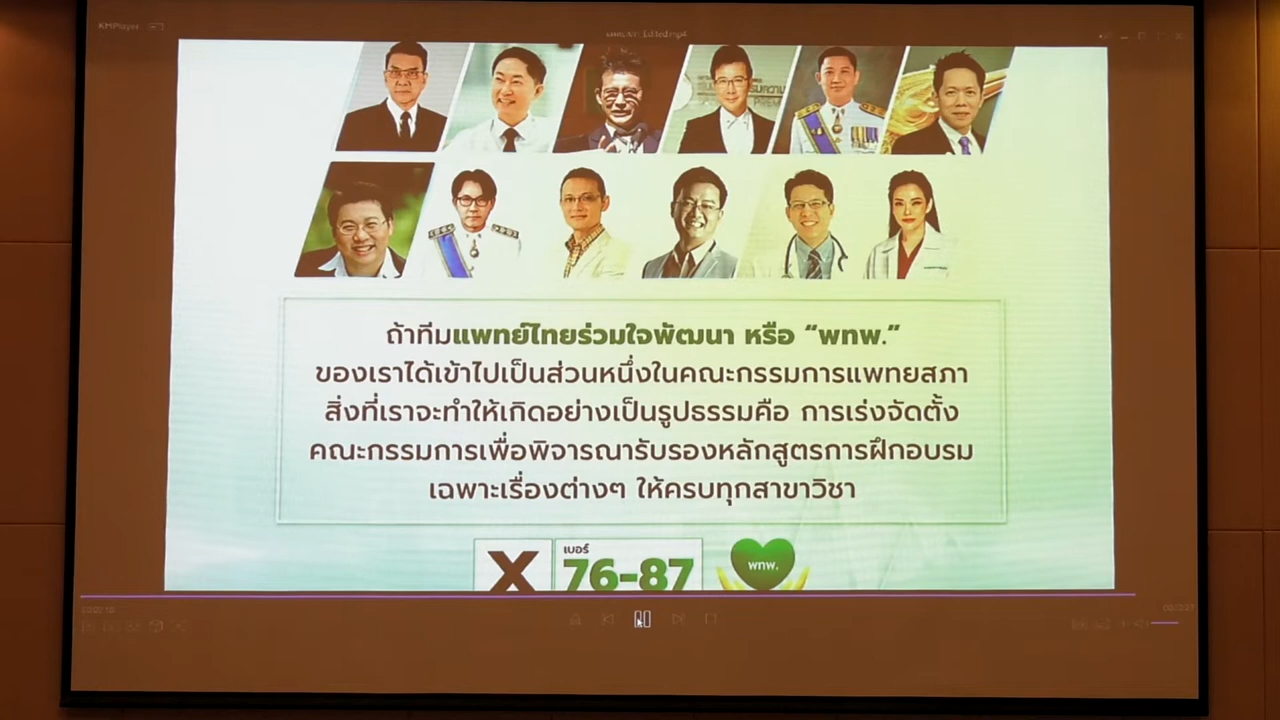 KMPlayer
ถ้าทีมแพทย์ไทยร่วมใจพัฒนา หรือ “พทพ.”
ของเราได้เข้าไปเป็นส่วนหนึ่งในคณะกรรมการแพทยสภา
สิ่งที่เราจะทำให้เกิดอย่างเป็นรูปธรรมคือ การเร่งจัดตั้ง
คณะกรรมการเพื่อพิจารณารับรองหลักสูตรการฝึกอบรม
เฉพาะเรื่องต่างๆ ให้ครบทุกสาขาวิชา
X
เบอร์
76-87
พทพ.